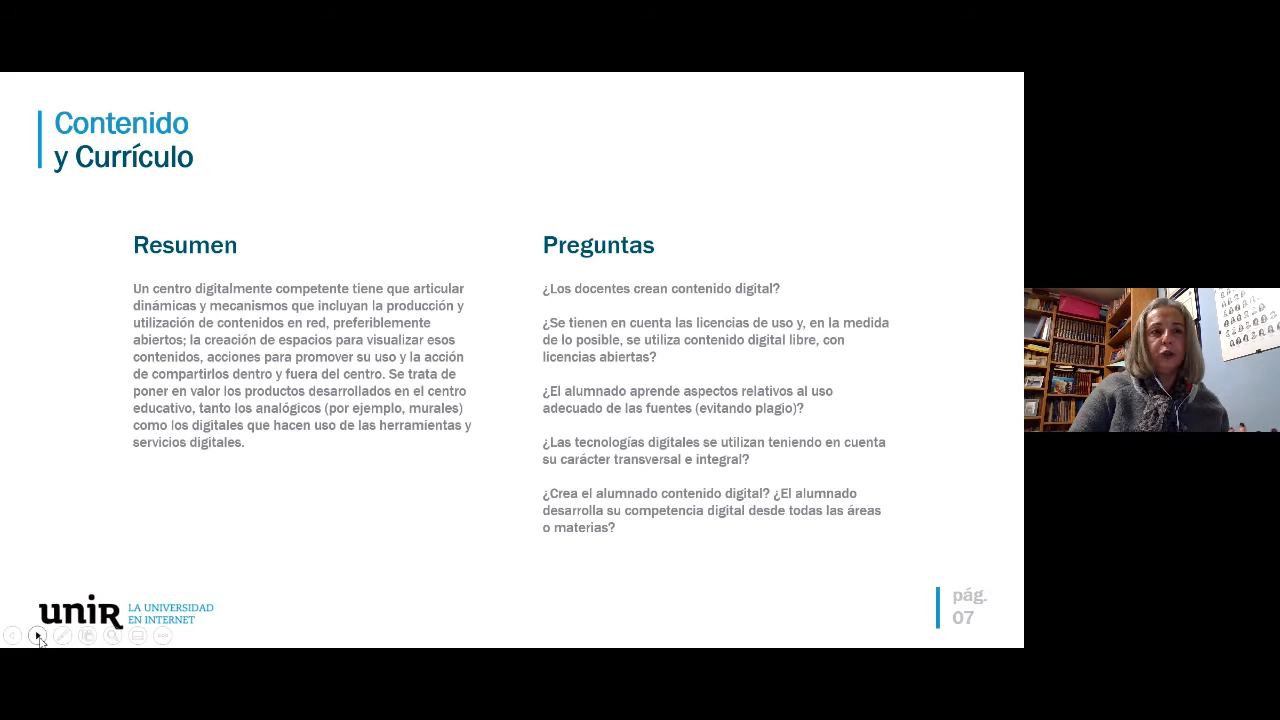 Contenido
y Currículo
Resumen
Un centro digitalmente competente tiene que articular
dinámicas y mecanismos que incluyan la producción y
utilización de contenidos en red, preferiblemente
abiertos; la creación de espacios para visualizar esos
contenidos, acciones para promover su uso y la acción
de compartirlos dentro y fuera del centro. Se trata de
poner en valor los productos desarrollados en el centro
educativo, tanto los analógicos (por ejemplo, murales)
como los digitales que hacen uso de las herramientas y
servicios digitales.
Preguntas
¿Los docentes crean contenido digital?
¿Se tienen en cuenta las licencias de uso y, en la medida
de lo posible, se utiliza contenido digital libre, con
licencias abiertas?
¿El alumnado aprende aspectos relativos al uso
adecuado de las fuentes (evitando plagio)?
¿Las tecnologías digitales se utilizan teniendo en cuenta
su carácter transversal e integral?
¿Crea el alumnado contenido digital? ¿El alumnado
desarrolla su competencia digital desde todas las áreas
o materias?
unir
LA UNIVERSIDAD
EN INTERNET
pág.
07